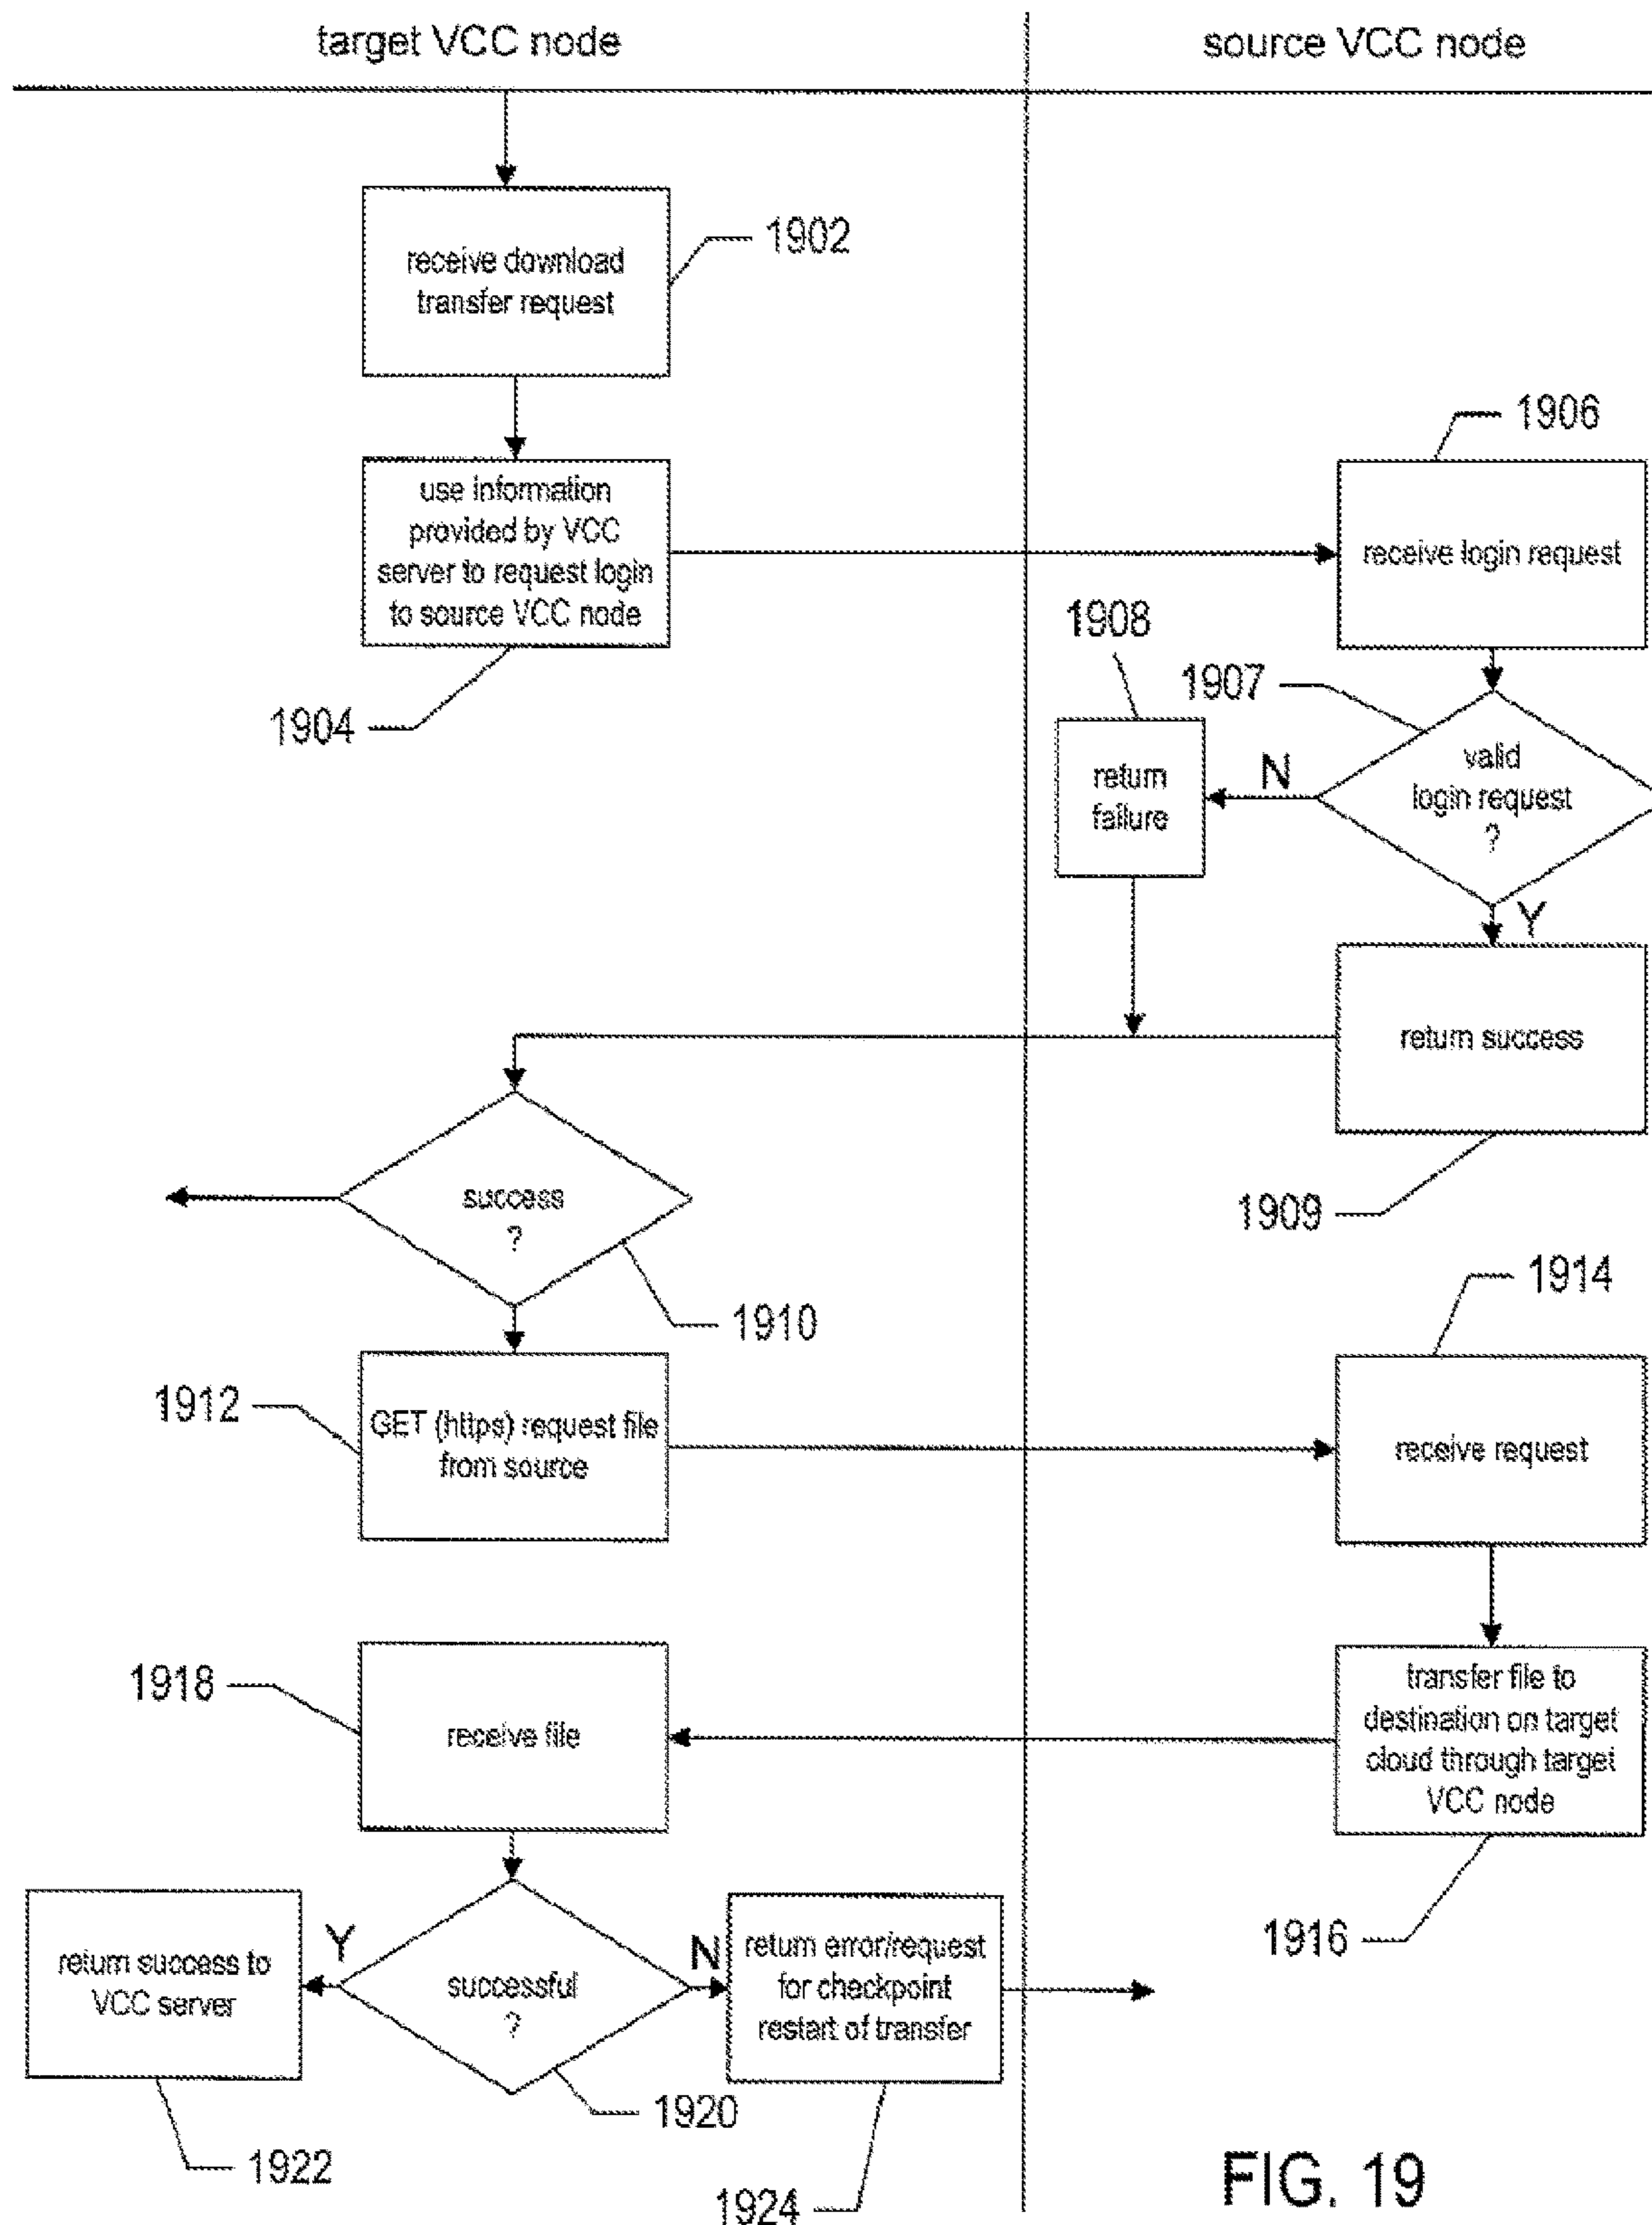 target VCC node
source VCC node
1902
receive download
transfer request
1906
use information
provided by VCC
server to request login
to source VCC node
receive login request
1908
1904
1907
return
failure
N
valid
login request
?
Y
return success
success
?
1909
1910
1914
1912
GET (https) request file
from source
receive request
1918
receive file
transfer file to
destination on target
cloud through target
VCC node
1916
return success to
VCC server
Y
successful
?
N
return error/request
for checkpoint
restart of transfer
1920
1922
1924
FIG. 19